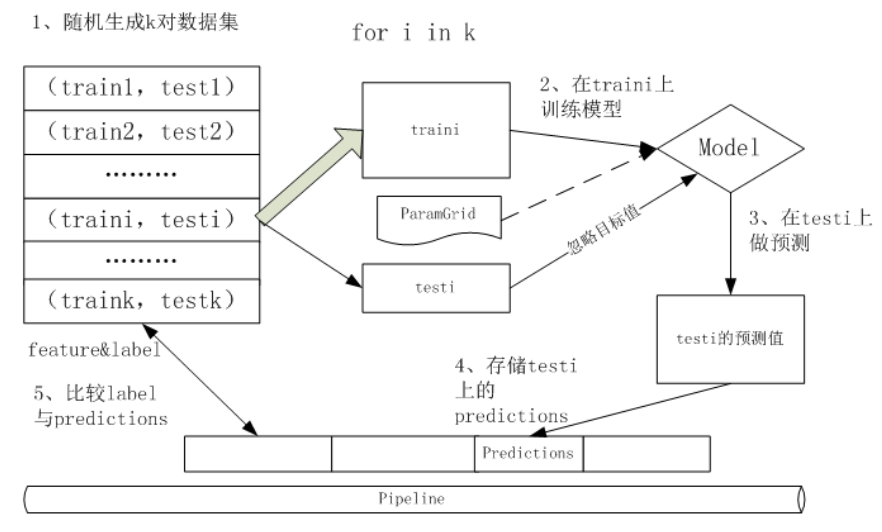 1、随机生成k对数据集
for i in k
(train1, test1)
(train2, test2)
………
(traini, testi)
………
(traink, testk)
traini
2、在traini上
训练模型
Model
ParamGrid
忽略目标值
testi
3、在testi上
做预测
testi的预测值
feature&label
4、存储testi
上的
predictions
5、比较label
与predictions
Predictions
Pipeline